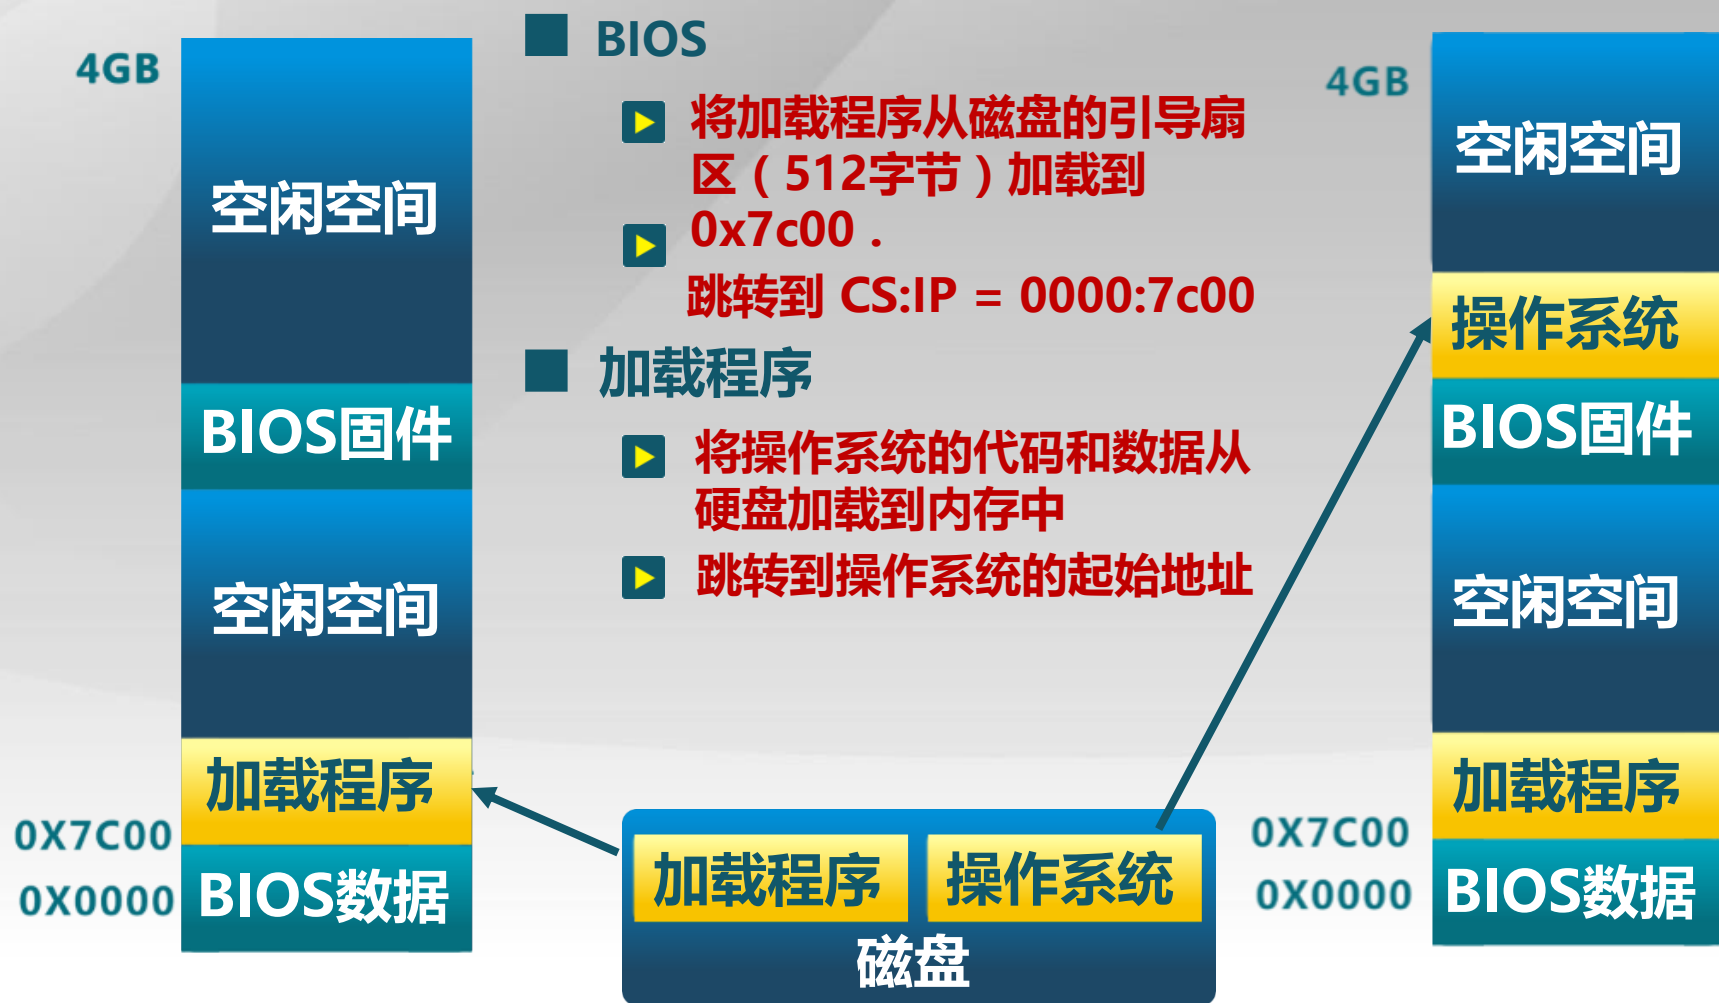 4GB
空闲空间
BIOS固件
空闲空间
加载程序
0X7C00
0X0000
BIOS数据
BIOS
将加载程序从磁盘的引导扇
区（512字节）加载到
0x7c00 .
跳转到 CS:IP = 0000:7c00
加载程序
将操作系统的代码和数据从
硬盘加载到内存中
跳转到操作系统的起始地址
加载程序
操作系统
磁盘
4GB
空闲空间
操作系统
BIOS固件
空闲空间
加载程序
0X7C00
0X0000
BIOS数据